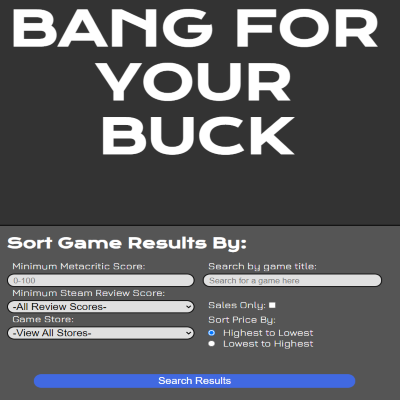 BANG FOR
YOUR
BUCK
Sort Game Results By:
Minimum Metacritic Score:
0-100
Minimum Steam Review Score:
-All Review Scores-
Game Store:
-View All Stores-
Search by game title:
Search for a game here
Sales Only:
Sort Price By:
Highest to Lowest
Lowest to Highest
Search Results